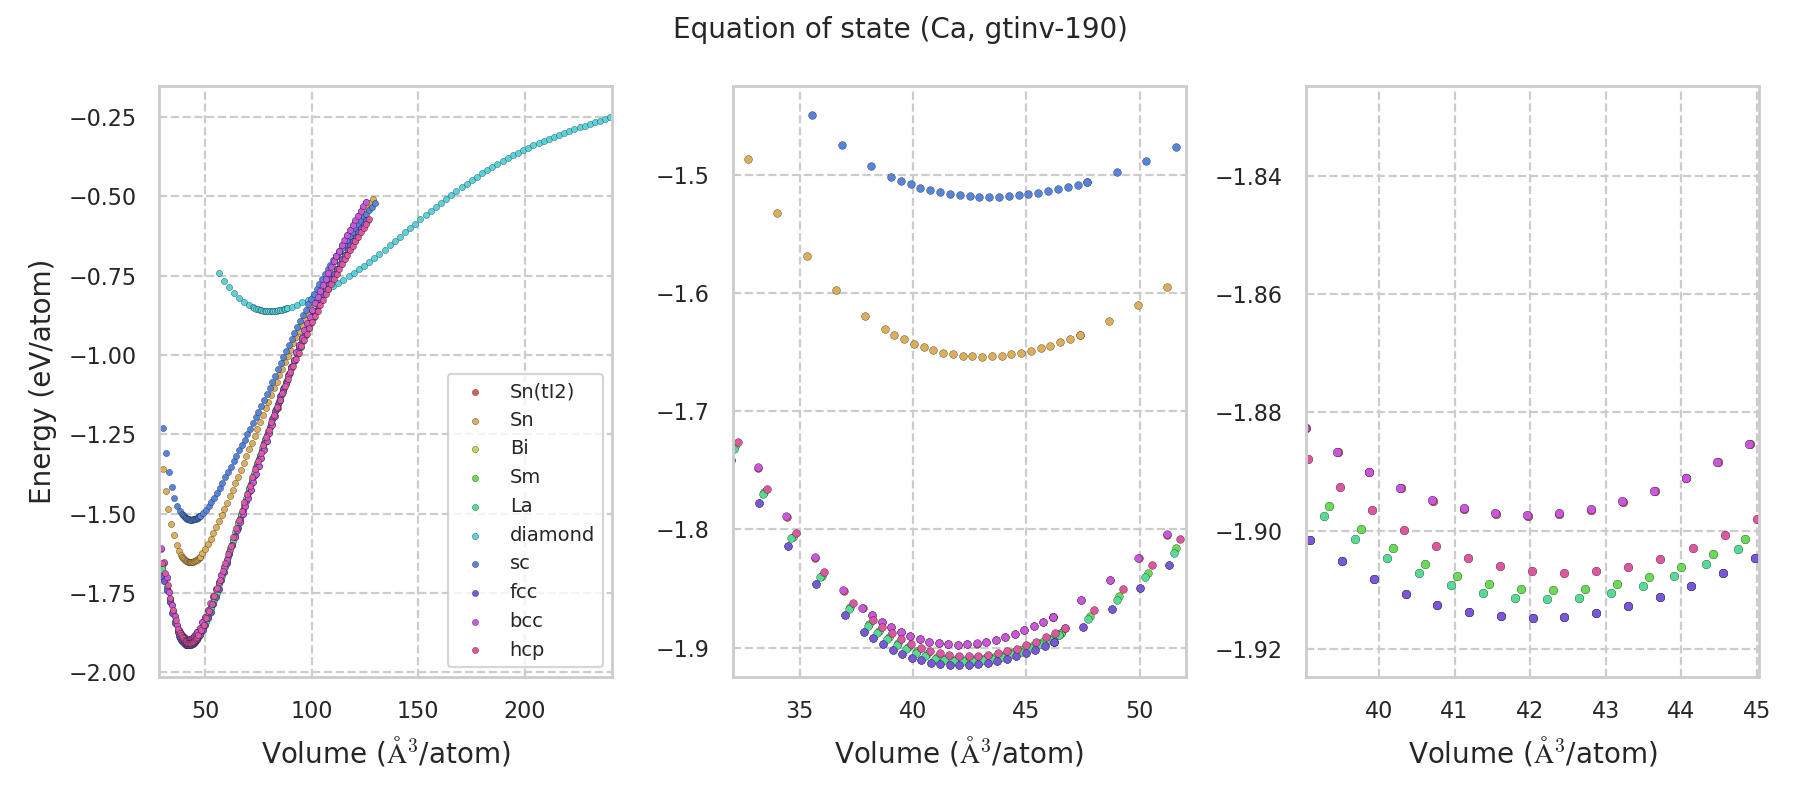 Equation of state (Ca, gtinv-190)
Energy (eV/atom)
−0.25
−0.50
−0.75
−1.00
−1.25
−1.50
−1.75
−2.00
50
100
150
200
Volume (Å³/atom)
Sn(tI2)
Sn
Bi
Sm
La
diamond
sc
fcc
bcc
hcp
−1.5
−1.6
−1.7
−1.8
−1.9
35
40
45
50
Volume (Å³/atom)
−1.84
−1.86
−1.88
−1.90
−1.92
40
41
42
43
44
45
Volume (Å³/atom)